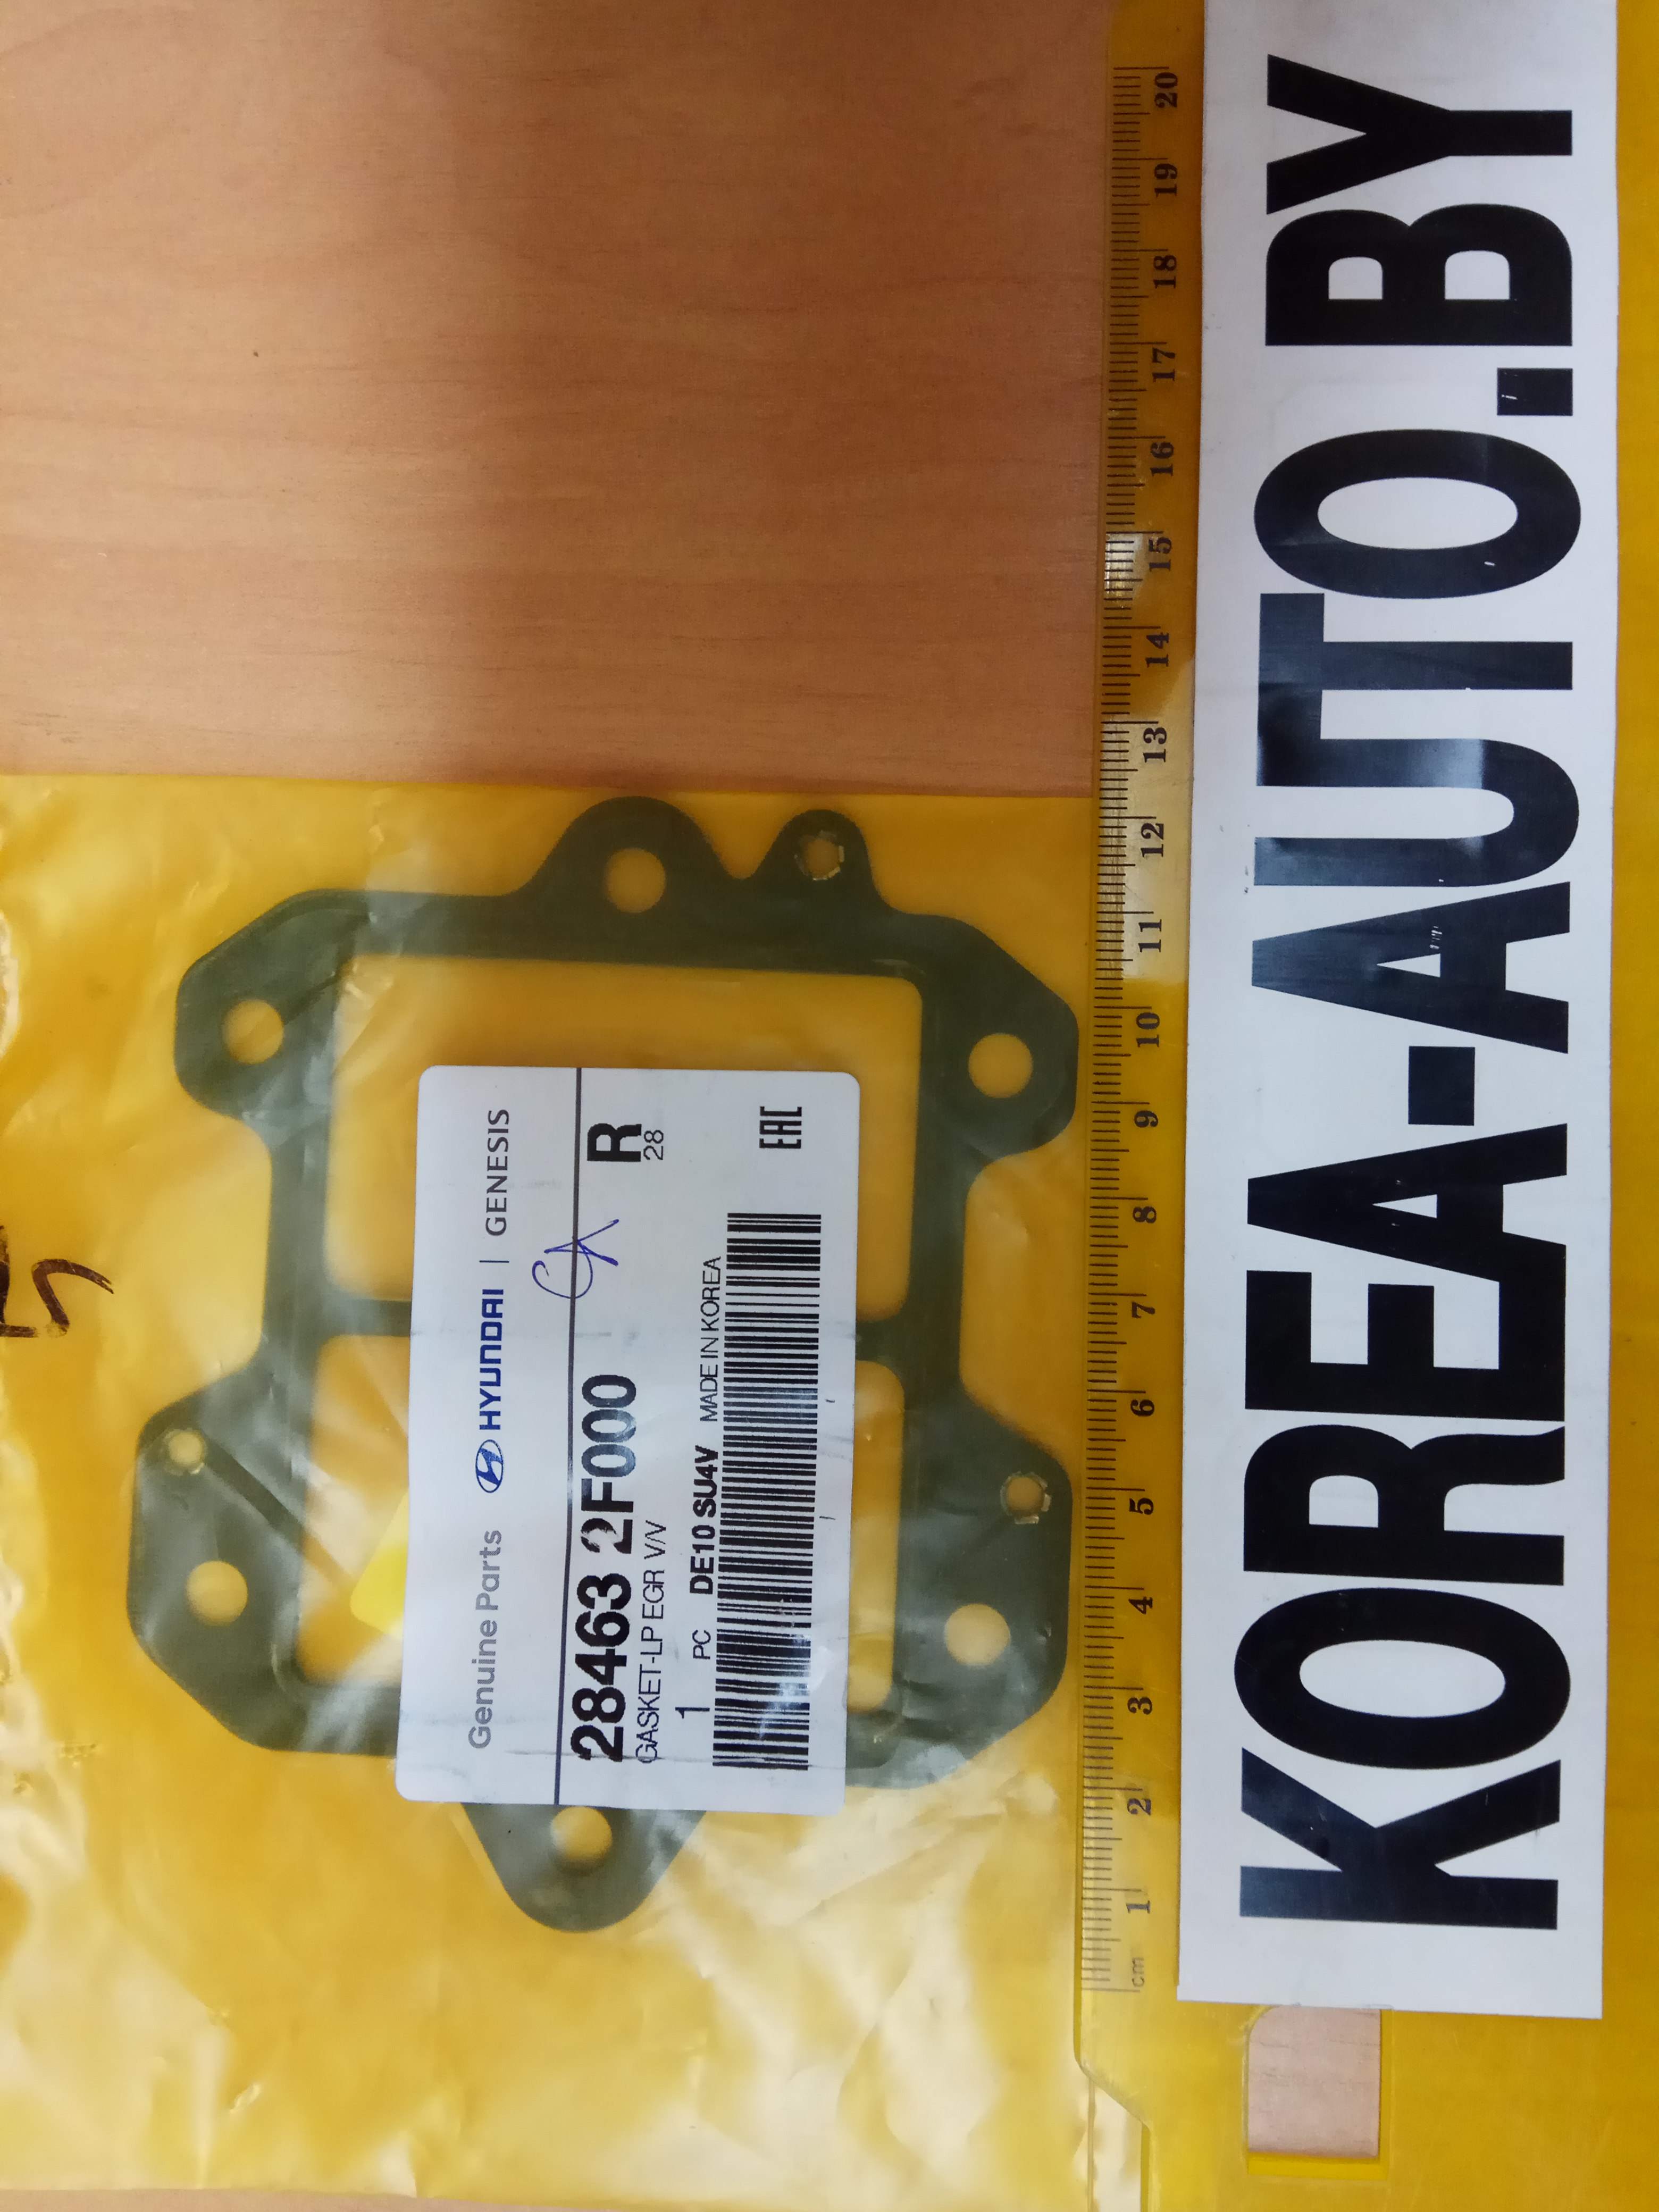 Genuine Parts HYUNDAI | GENESIS
CA
28463 2F000 R
GASKET-LP EGR V/V 28
1 PC DE10 SU4V MADE IN KOREA
EAC
cm 1 2 3 4 5 6 7 8 9 10 11 12 13 14 15 16 17 18 19 20
KOREA-AUTO.BY